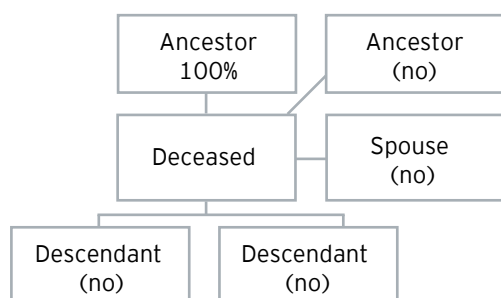 Ancestor
100%
Ancestor
(no)
Deceased
Spouse
(no)
Descendant
(no)
Descendant
(no)